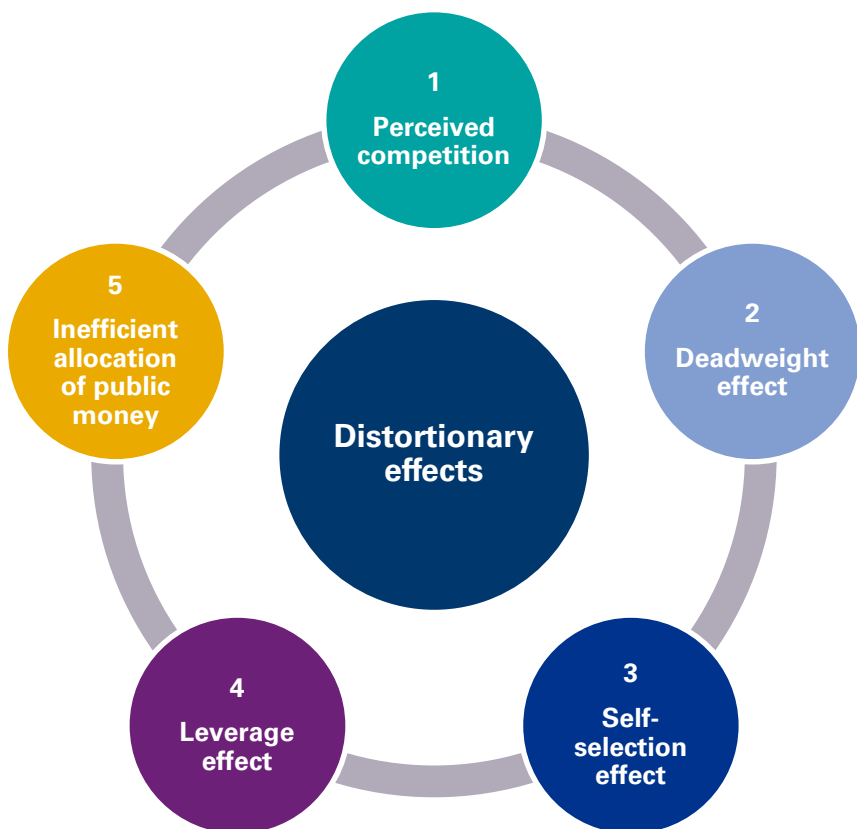 1
Perceived
competition
2
Deadweight
effect
3
Self-
selection
effect
4
Leverage
effect
5
Inefficient
allocation
of public
money
Distortionary
effects